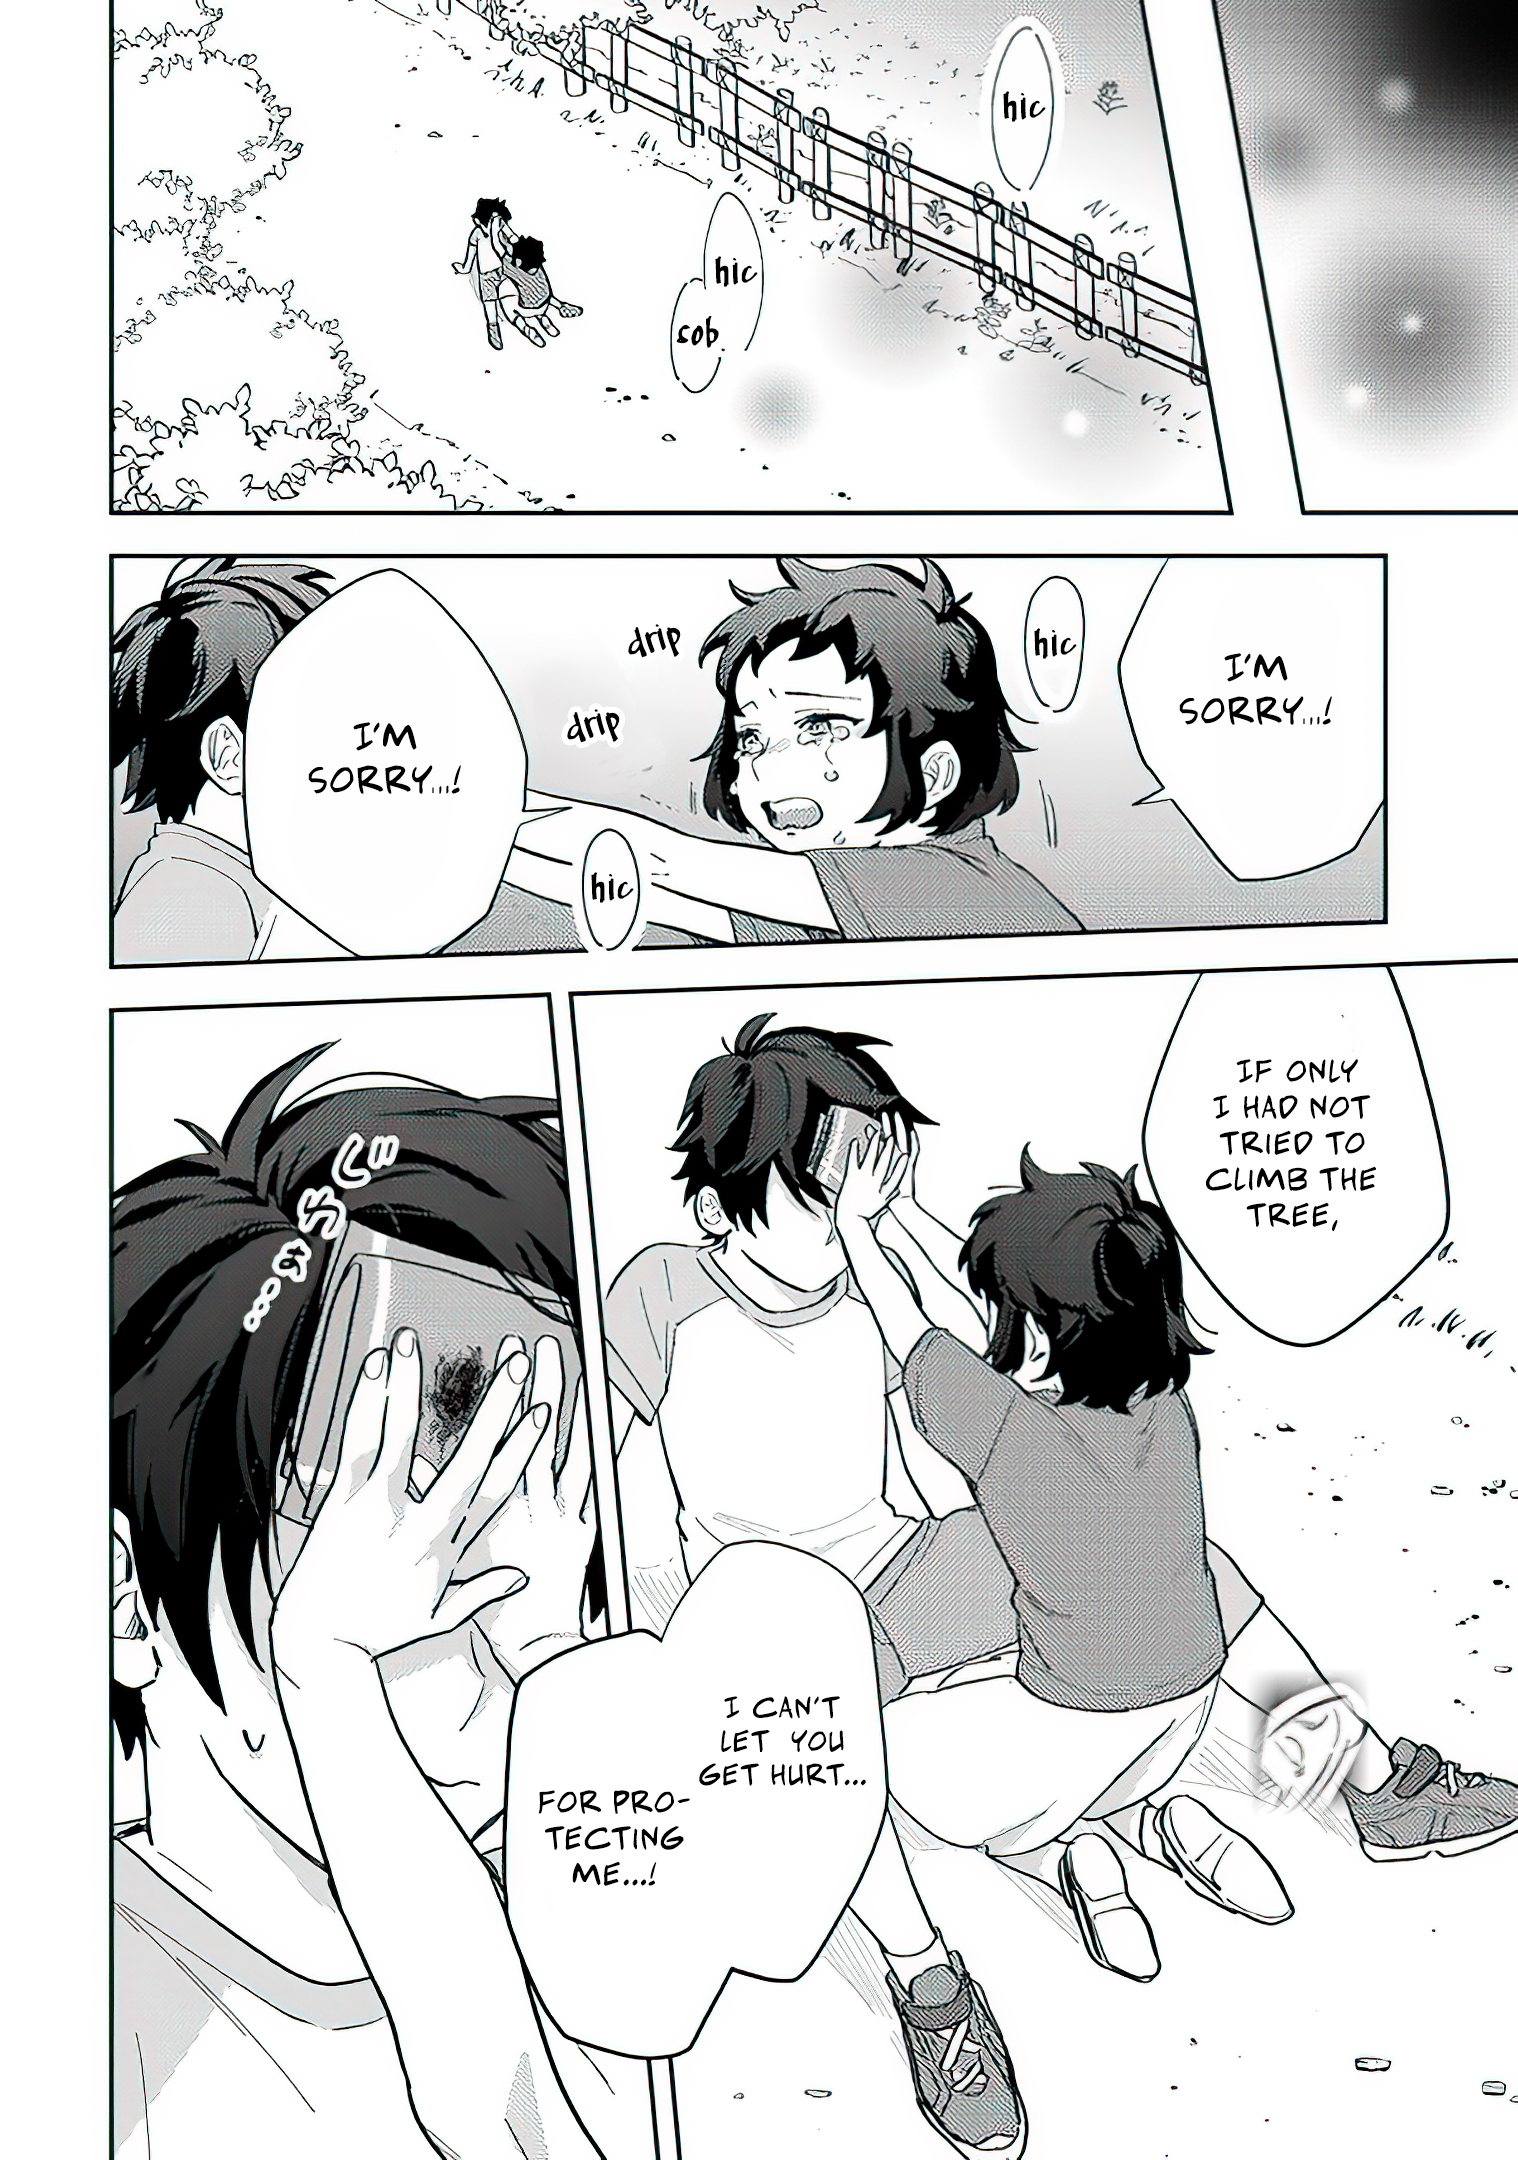 hic
hic
sob.
I'M
SORRY...!
hic
drip
drip
I'M
SORRY...!
hic
IF ONLY
I HAD NOT
TRIED TO
CLIMB THE
TREE,
I CAN'T
LET YOU
GET HURT...
FOR PRO-
TECTING
ME...!